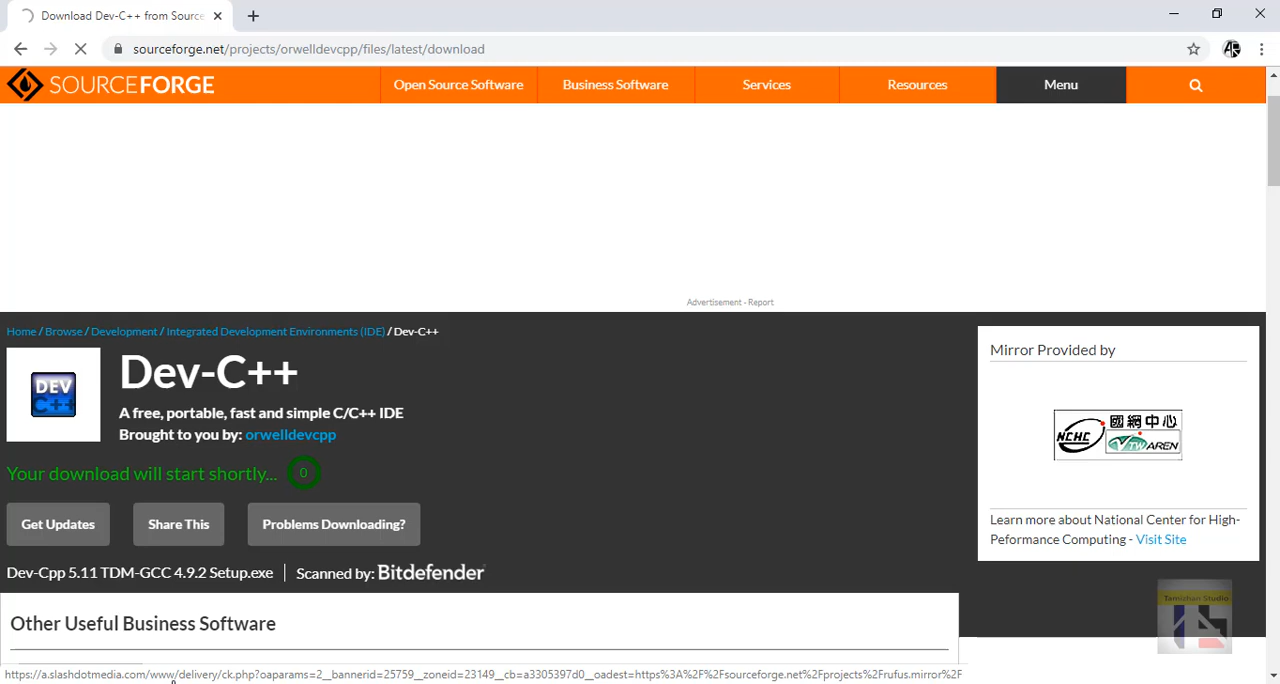 Download Dev-C++ from Source
sourceforge.net/projects/orwelldevcpp/files/latest/download
SOURCEFORGE
Open Source Software
Business Software
Services
Resources
Menu
Advertisement - Report
Home / Browse / Development / Integrated Development Environments (IDE) / Dev-C++
DEV
C++
Dev-C++
A free, portable, fast and simple C/C++ IDE
Brought to you by: orwelldevcpp
Your download will start shortly... 0
Get Updates
Share This
Problems Downloading?
Dev-Cpp 5.11 TDM-GCC 4.9.2 Setup.exe
Scanned by: Bitdefender
Mirror Provided by
NCHC
國網中心
TWAREN
Learn more about National Center for High-
Peformance Computing - Visit Site
Tamizhan Studio
Other Useful Business Software
https://a.slashdotmedia.com/www/delivery/ck.php?oaparams=2__bannerid=25759__zoneid=23149__cb=a3305397d0__oadest=https%3A%2F%2Fsourceforge.net%2Fprojects%2Frufus.mirror%2F